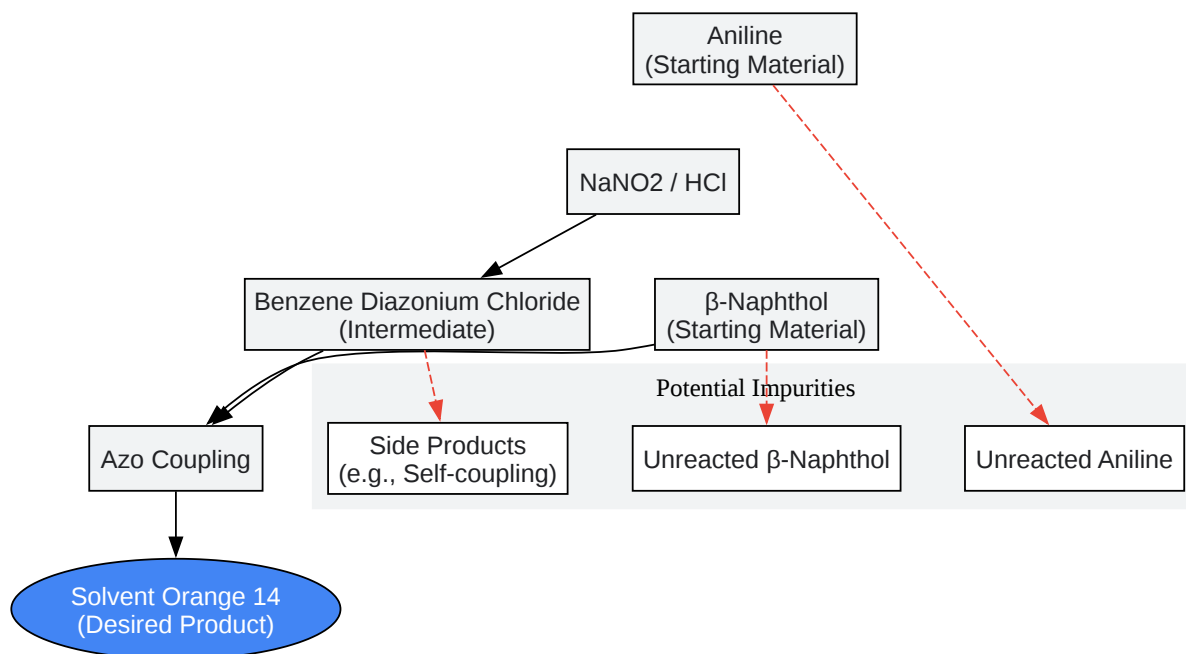 Aniline
(Starting Material)
NaNO2 / HCl
Benzene Diazonium Chloride
(Intermediate)
β-Naphthol
(Starting Material)
Potential Impurities
Azo Coupling
Side Products
(e.g., Self-coupling)
Unreacted β-Naphthol
Unreacted Aniline
Solvent Orange 14
(Desired Product)